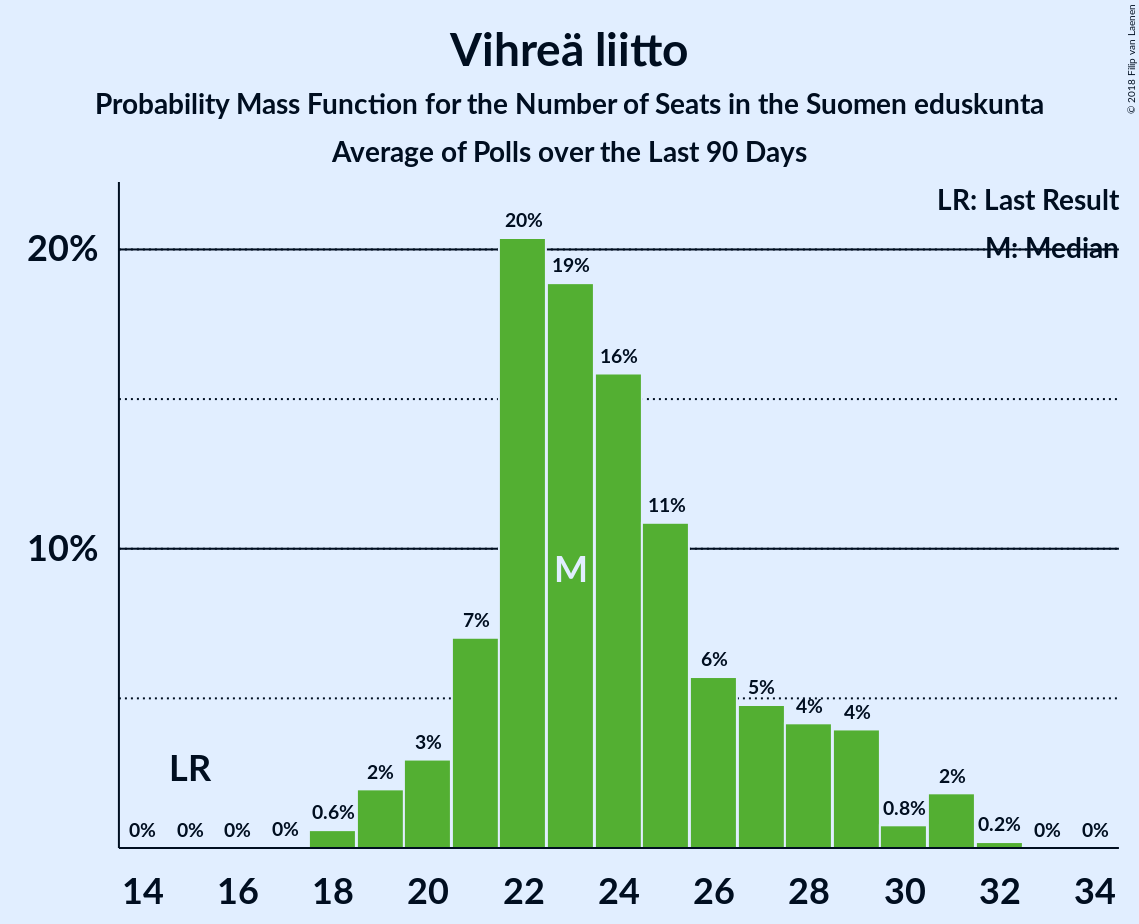 Vihreä liitto
Probability Mass Function for the Number of Seats in the Suomen eduskunta
Average of Polls over the Last 90 Days
© 2018 Filip van Laenen
LR: Last Result
M: Median
20%
10%
20%
19%
16%
11%
M
7%
6%
5%
4%
4%
3%
2%
2%
LR
0%
0%
0%
0%
0.6%
0.8%
0.2%
0%
0%
14 16 18 20 22 24 26 28 30 32 34